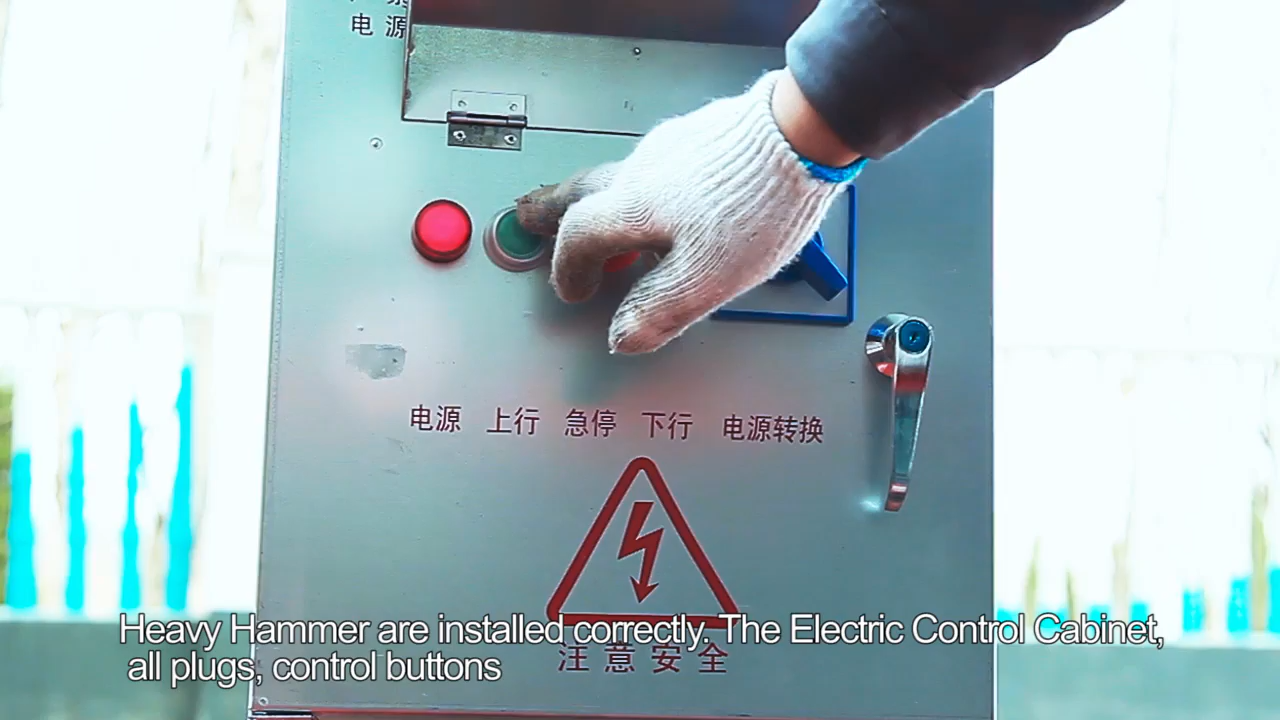 电源
电源 上行 急停 下行 电源转换
注意安全
Heavy Hammer are installed correctly. The Electric Control Cabinet,
all plugs, control buttons